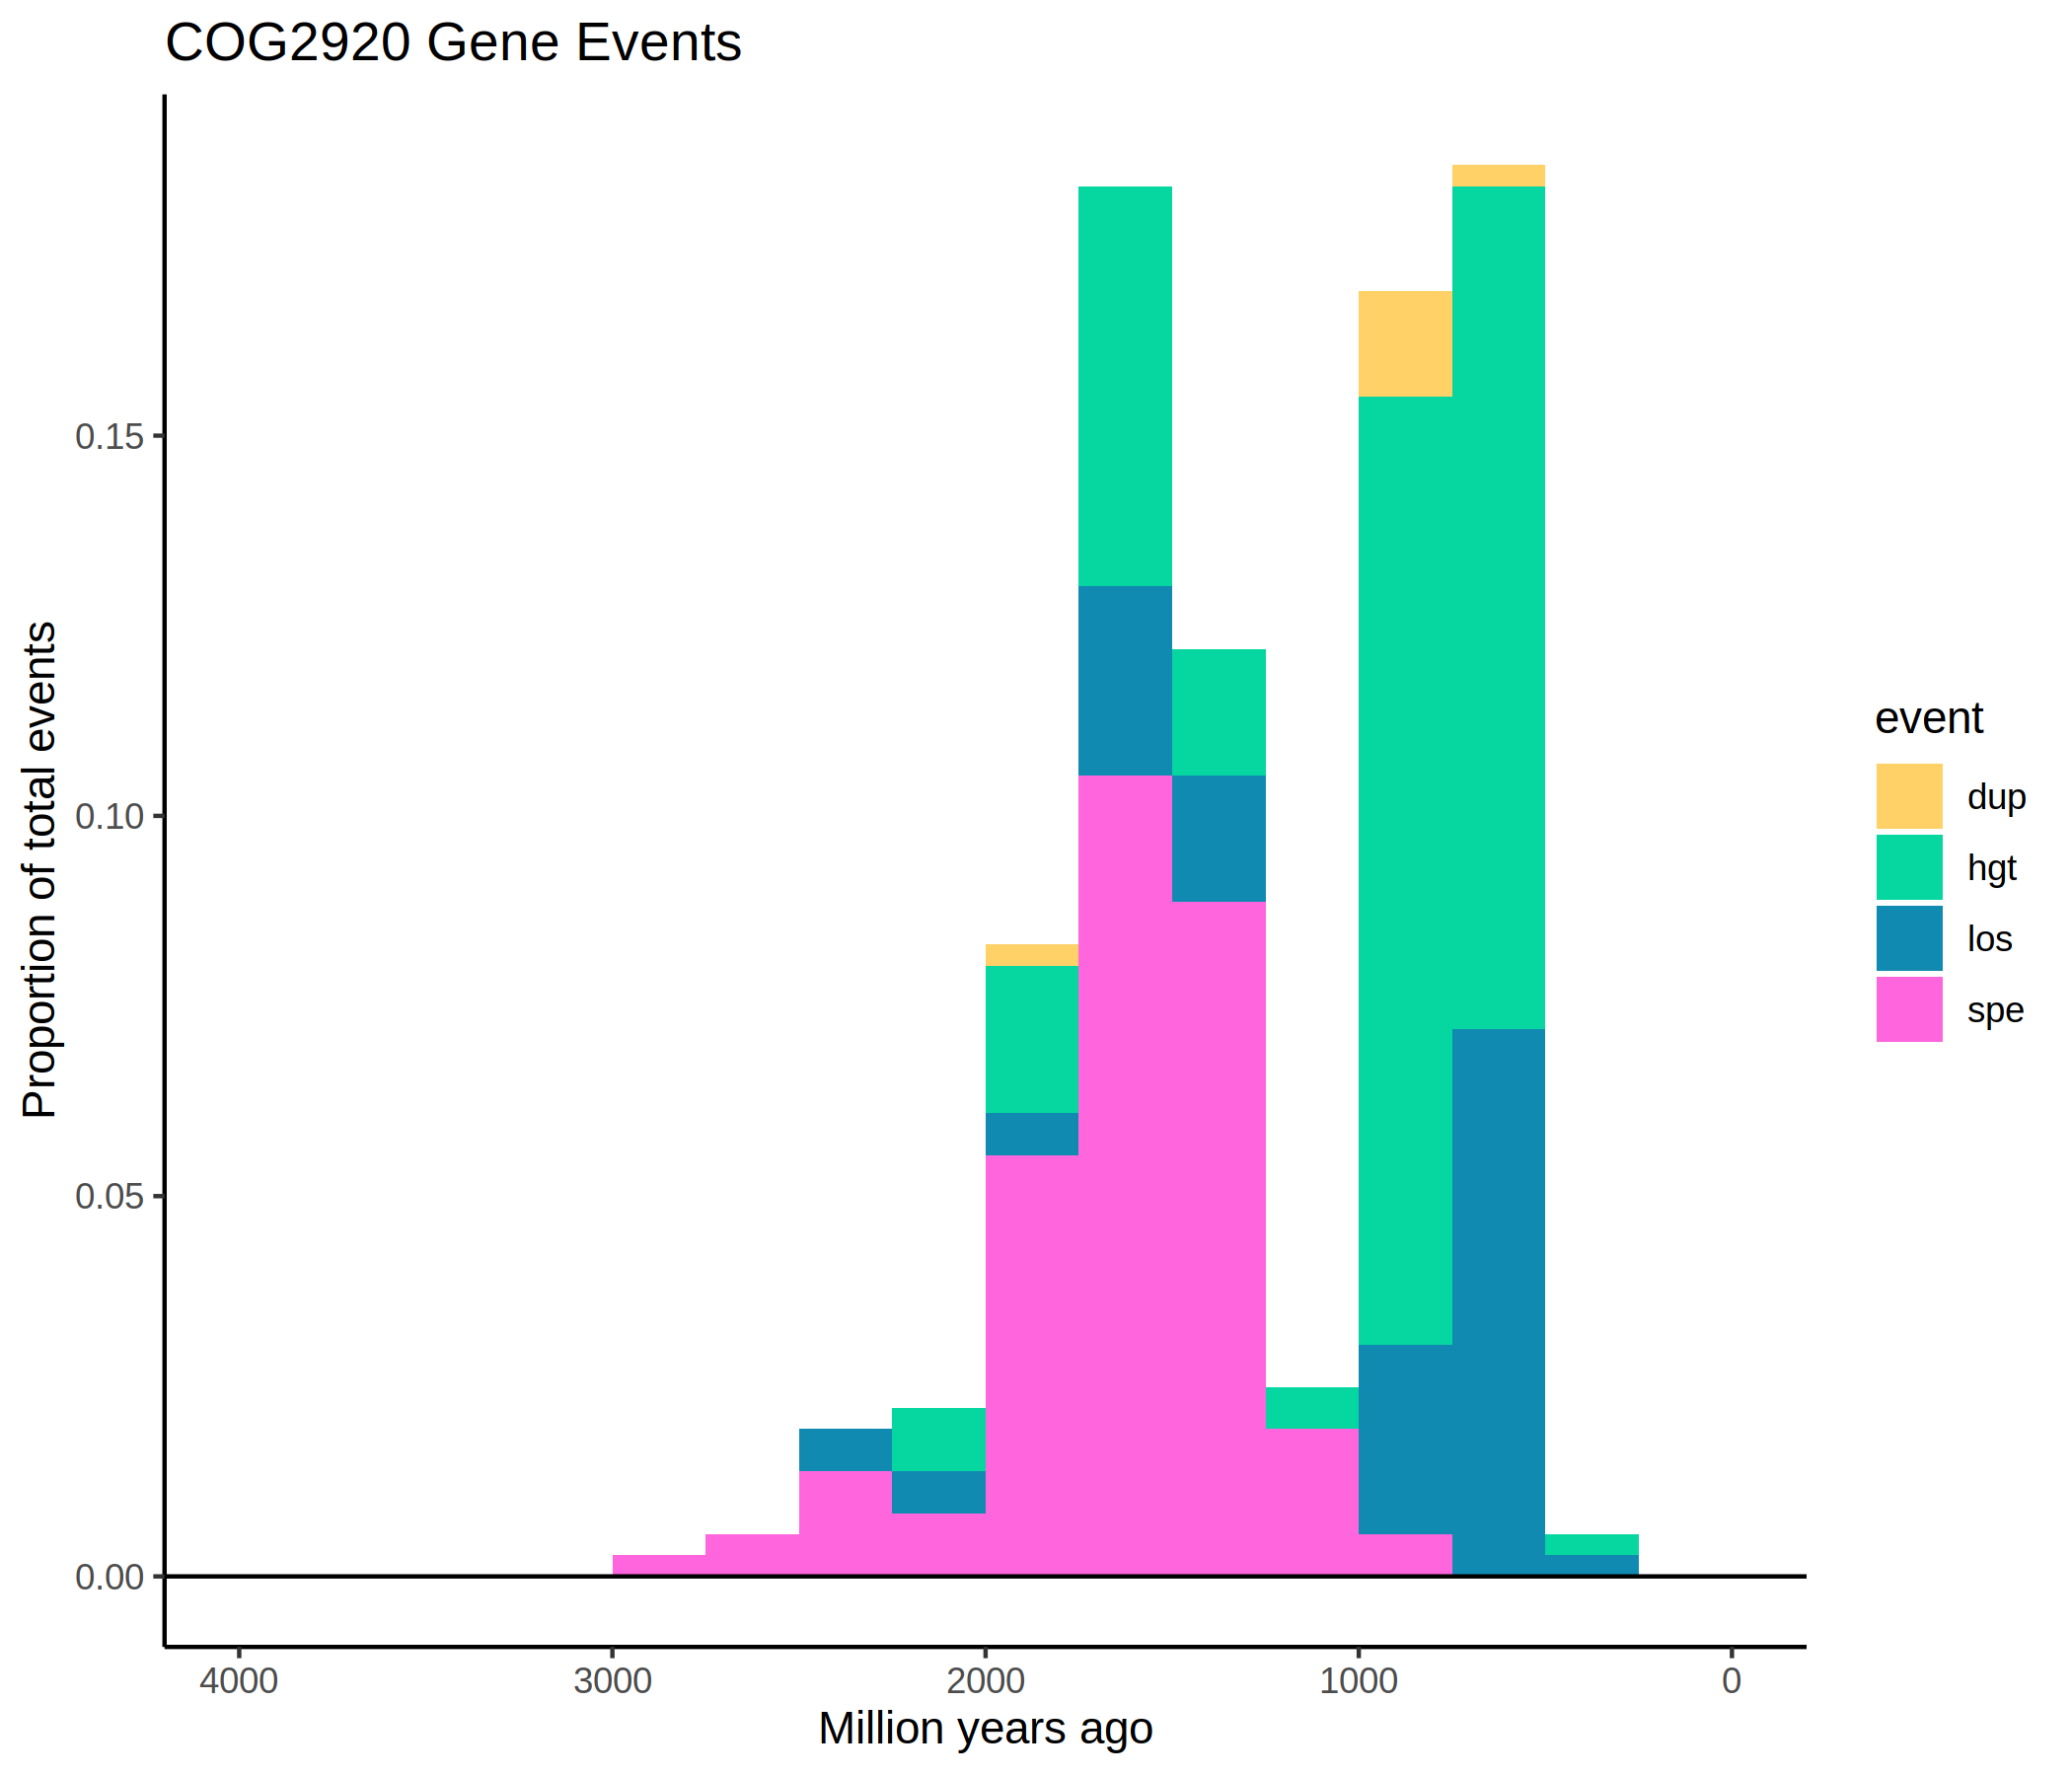 COG2920 Gene Events
Proportion of total events
0.15
0.10
0.05
0.00
4000 3000 2000 1000 0
Million years ago
event
dup
hgt
los
spe